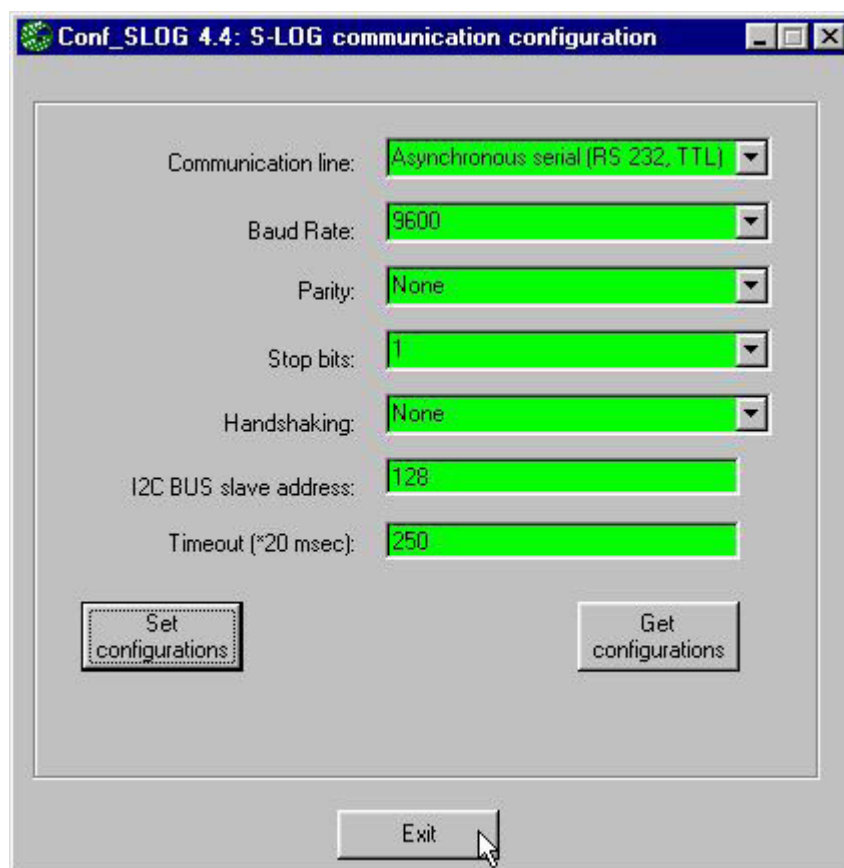 Conf_SLOG 4.4: S-LOG communication configuration
Communication line: Asynchronous serial (RS 232, TTL)
Baud Rate: 9600
Parity: None
Stop bits: 1
Handshaking: None
I2C BUS slave address: 128
Timeout (*20 msec): 250
Set
configurations
Get
configurations
Exit